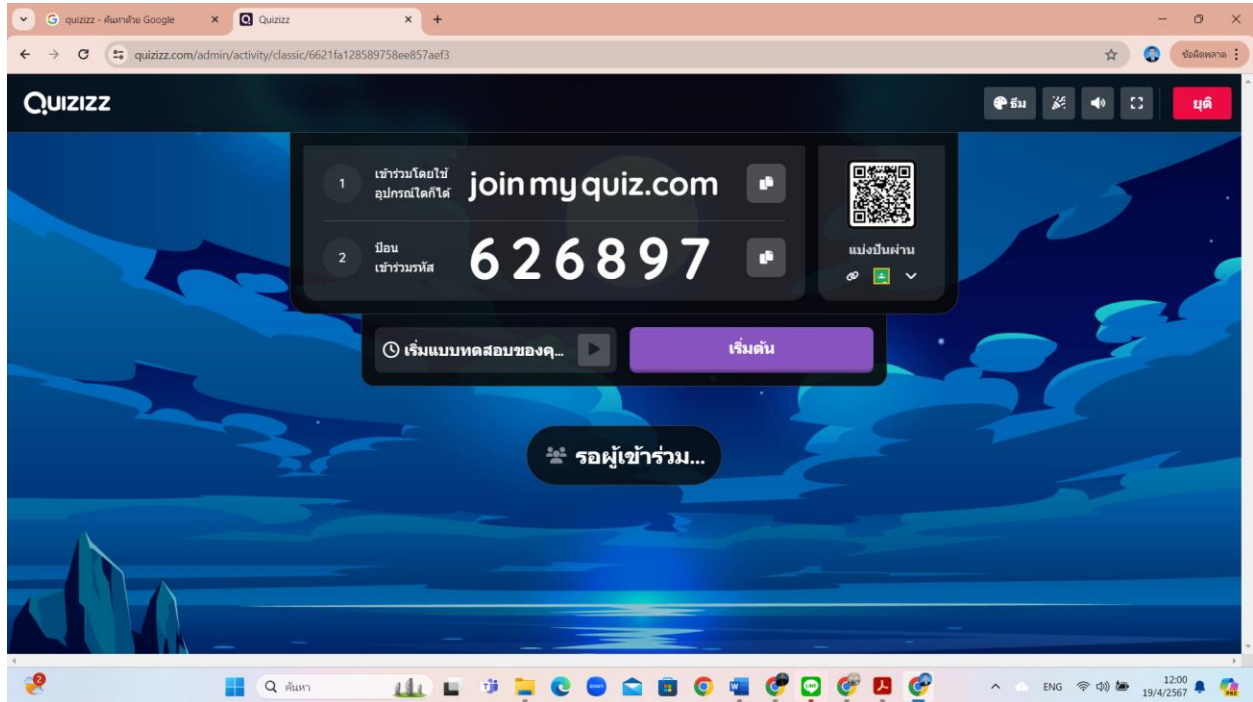 quizizz - ค้นหาด้วย Google
Quizizz
quizizz.com/admin/activity/classic/6621fa128589758ee857aef3
ข้อผิดพลาด
QUIZIZZ
ธีม
ยุติ
1
เข้าร่วมโดยใช้
อุปกรณ์ใดก็ได้
joinmyquiz.com
2
ป้อน
เข้าร่วมรหัส
626897
แบ่งปันผ่าน
เริ่มแบบทดสอบของคุ...
เริ่มต้น
รอผู้เข้าร่วม...
2
ค้นหา
ENG
12:00
19/4/2567